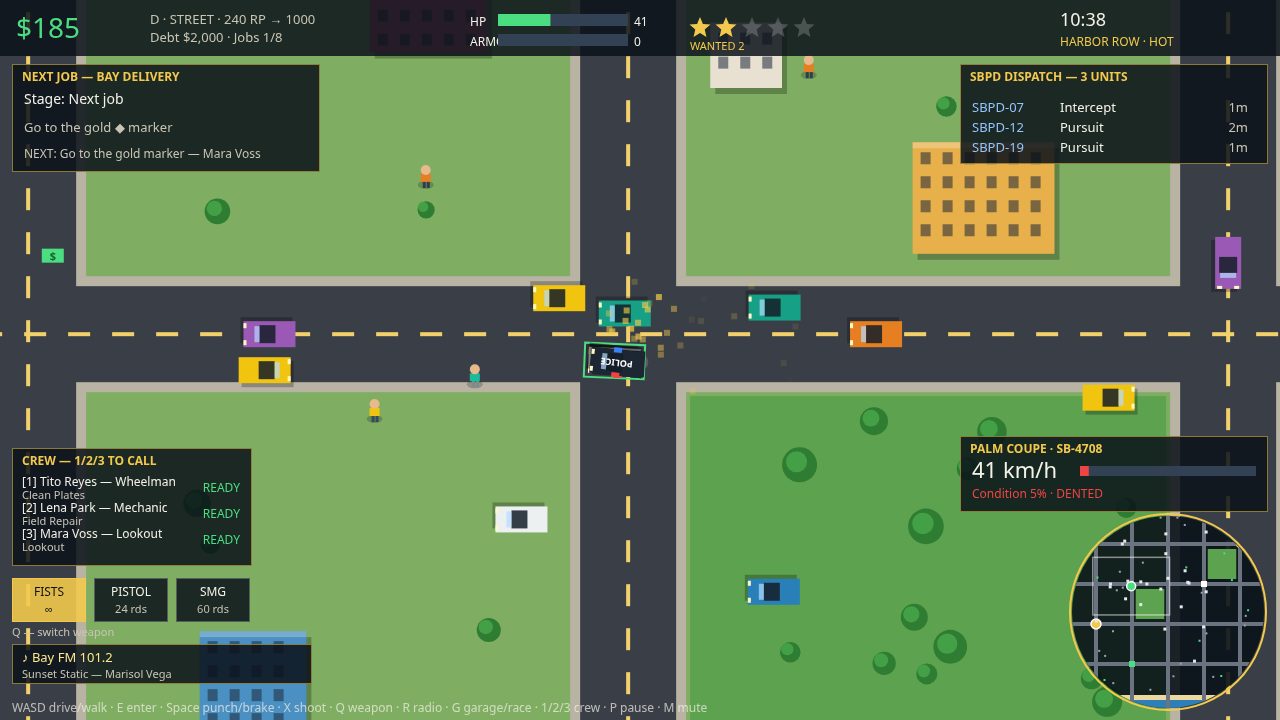 $185
D · STREET · 240 RP → 1000
Debt $2,000 · Jobs 1/8
HP 41
ARMO 0
WANTED 2
10:38
HARBOR ROW · HOT
NEXT JOB — BAY DELIVERY
Stage: Next job
Go to the gold ◆ marker
NEXT: Go to the gold marker — Mara Voss
SBPD DISPATCH — 3 UNITS
SBPD-07 Intercept 1m
SBPD-12 Pursuit 2m
SBPD-19 Pursuit 1m
$
POLICE
CREW — 1/2/3 TO CALL
[1] Tito Reyes — Wheelman
Clean Plates
READY
[2] Lena Park — Mechanic
Field Repair
READY
[3] Mara Voss — Lookout
Lookout
READY
PALM COUPE · SB-4708
41 km/h
Condition 5% · DENTED
FISTS
∞
PISTOL
24 rds
SMG
60 rds
Q — switch weapon
♪ Bay FM 101.2
Sunset Static — Marisol Vega
WASD drive/walk · E enter · Space punch/brake · X shoot · Q weapon · R radio · G garage/race · 1/2/3 crew · P pause · M mute